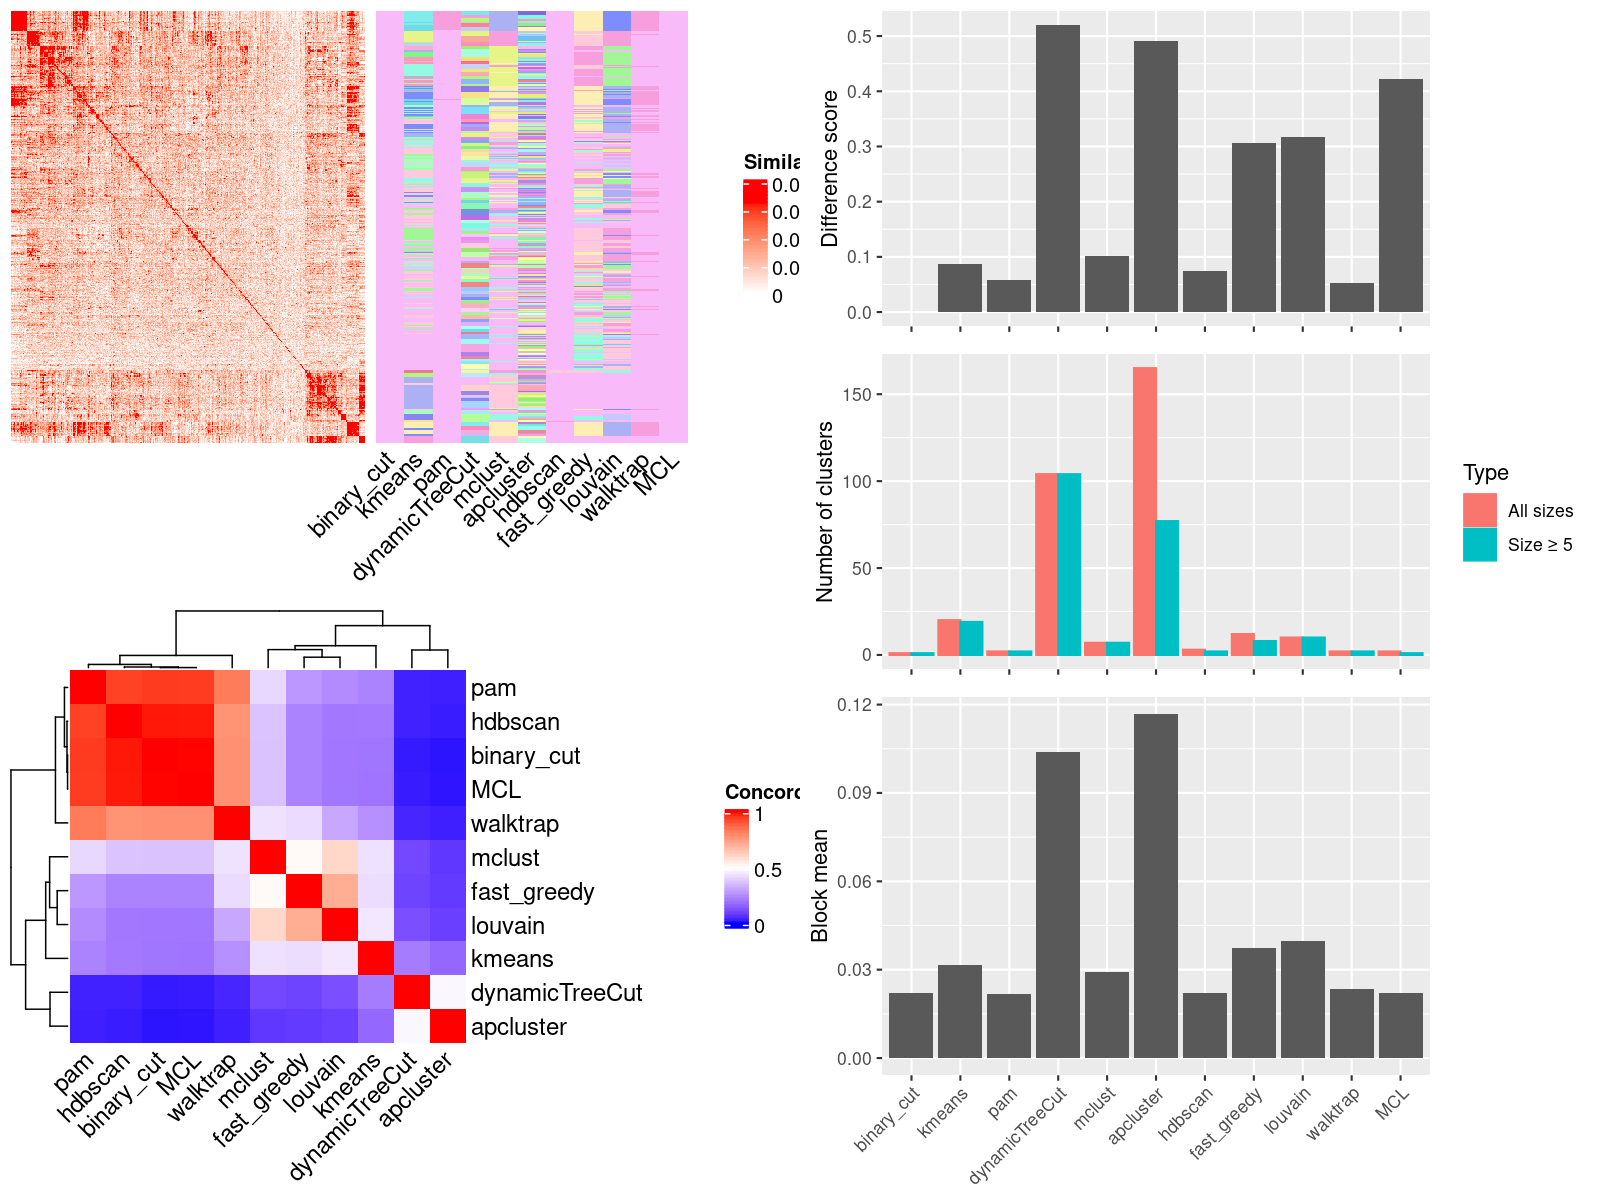 Simila
0.0
0.0
0.0
0.0
0
binary_cut
kmeans
pam
dynamicTreeCut
mclust
apcluster
hdbscan
fast_greedy
louvain
walktrap
MCL
pam
hdbscan
binary_cut
MCL
walktrap
mclust
fast_greedy
louvain
kmeans
dynamicTreeCut
apcluster
pam
hdbscan
binary_cut
MCL
walktrap
mclust
fast_greedy
louvain
kmeans
dynamicTreeCut
apcluster
Concord
1
0.5
0
Difference score
0.5
0.4
0.3
0.2
0.1
0.0
Number of clusters
150
100
50
0
Type
All sizes
Size ≥ 5
Block mean
0.12
0.09
0.06
0.03
0.00
binary_cut
kmeans
pam
dynamicTreeCut
mclust
apcluster
hdbscan
fast_greedy
louvain
walktrap
MCL